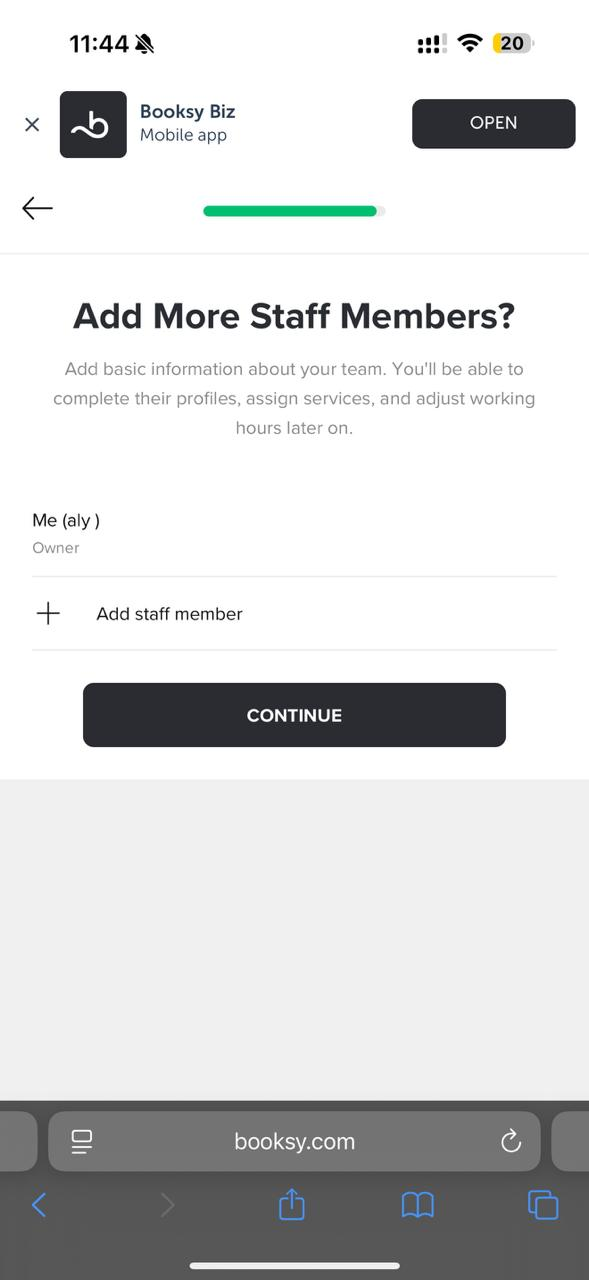 11:44
20
Booksy Biz
Mobile app
OPEN
Add More Staff Members?
Add basic information about your team. You'll be able to
complete their profiles, assign services, and adjust working
hours later on.
Me (aly )
Owner
Add staff member
CONTINUE
booksy.com